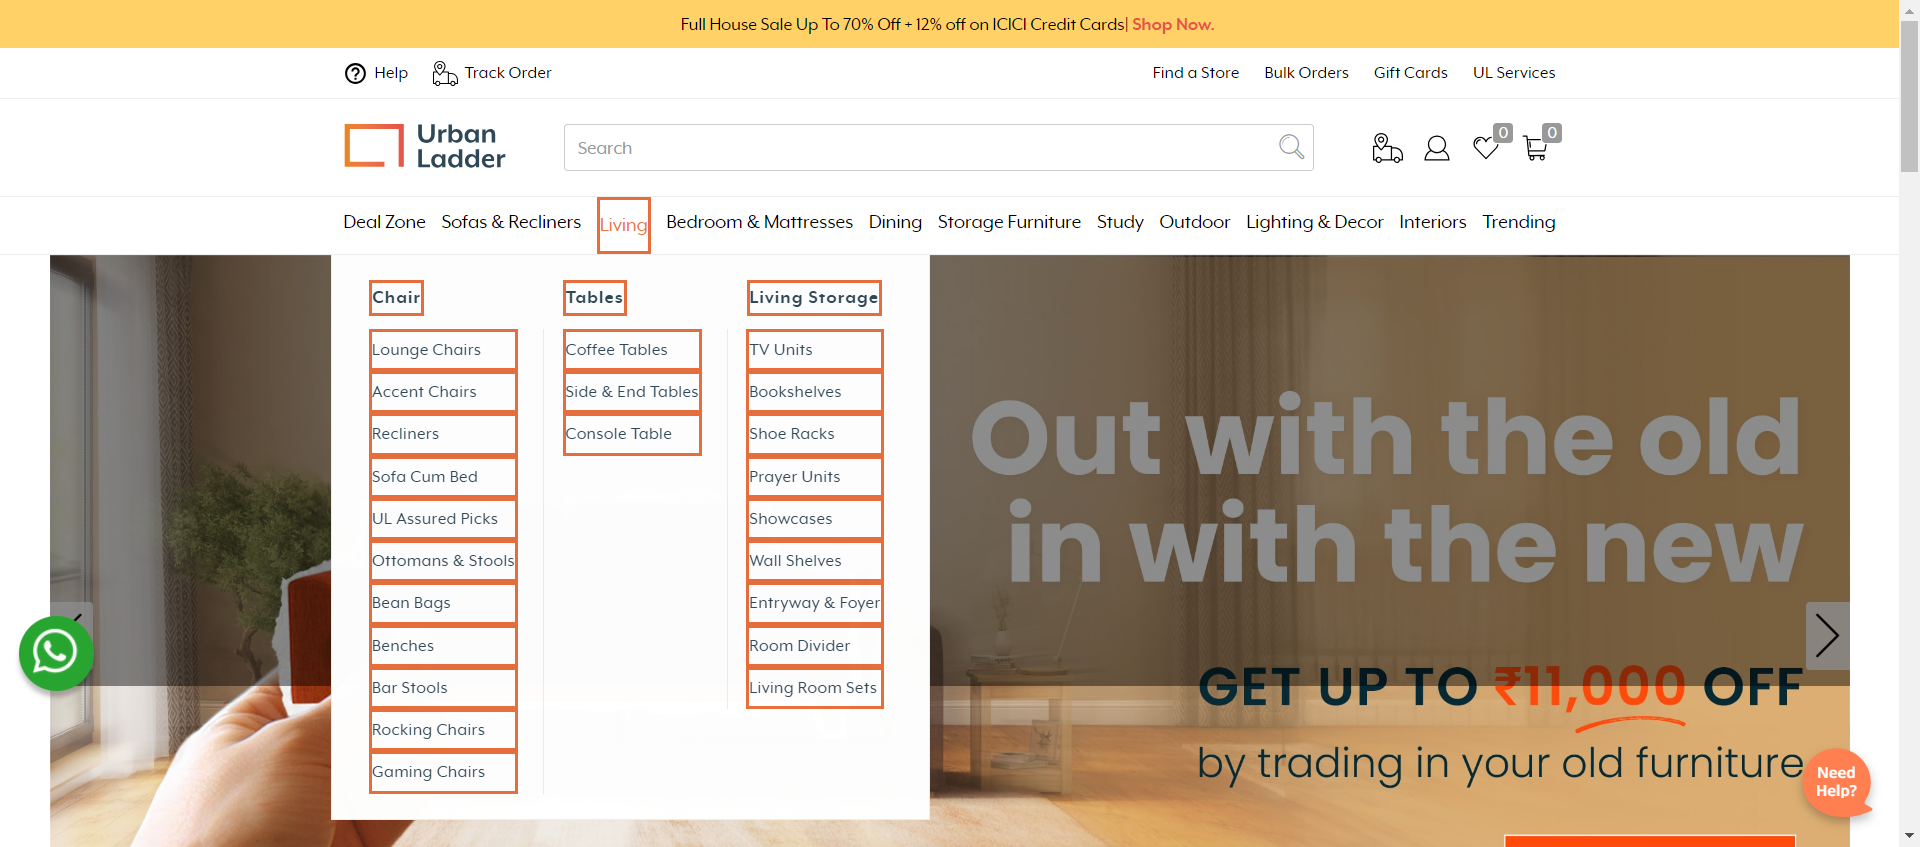 Full House Sale Up To 70% Off + 12% off on ICICI Credit Cards| Shop Now.
Help Track Order Find a Store Bulk Orders Gift Cards UL Services
Urban
Ladder
Search
0 0
Deal Zone Sofas & Recliners Living Bedroom & Mattresses Dining Storage Furniture Study Outdoor Lighting & Decor Interiors Trending
Chair
Lounge Chairs
Accent Chairs
Recliners
Sofa Cum Bed
UL Assured Picks
Ottomans & Stools
Bean Bags
Benches
Bar Stools
Rocking Chairs
Gaming Chairs
Tables
Coffee Tables
Side & End Tables
Console Table
Living Storage
TV Units
Bookshelves
Shoe Racks
Prayer Units
Showcases
Wall Shelves
Entryway & Foyer
Room Divider
Living Room Sets
Out with the old
in with the new
GET UP TO ₹11,000 OFF
by trading in your old furniture
Need
Help?